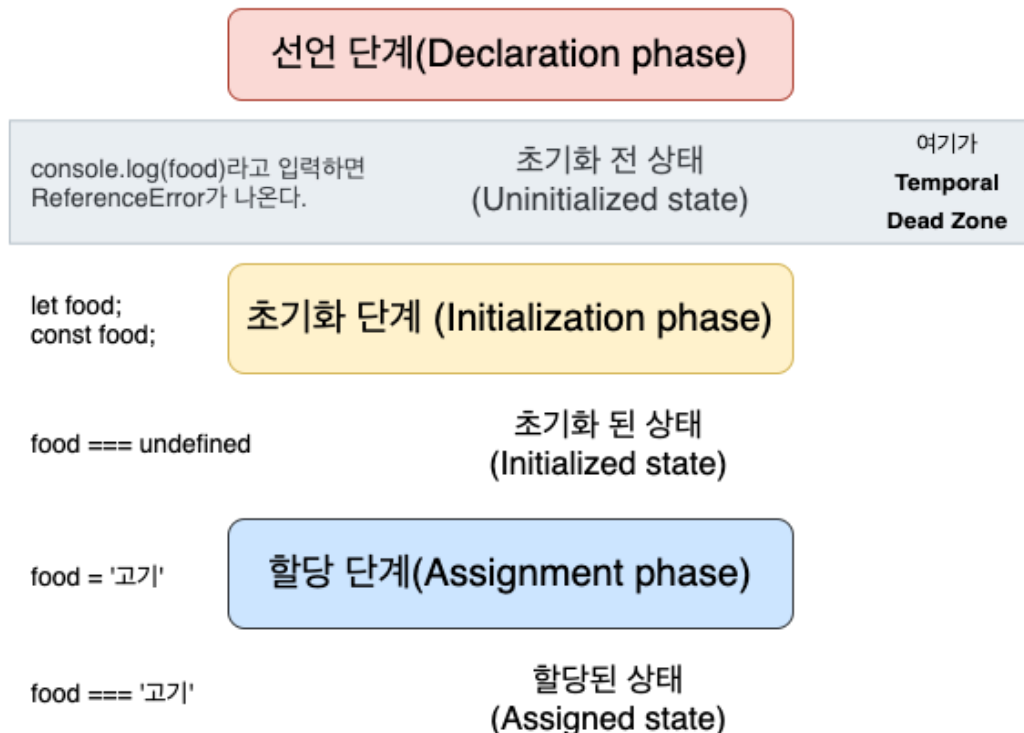 선언 단계(Declaration phase)
console.log(food)라고 입력하면
ReferenceError가 나온다.
초기화 전 상태
(Uninitialized state)
여기가
Temporal
Dead Zone
let food;
const food;
초기화 단계 (Initialization phase)
food === undefined
초기화 된 상태
(Initialized state)
food = '고기'
할당 단계(Assignment phase)
food === '고기'
할당된 상태
(Assigned state)